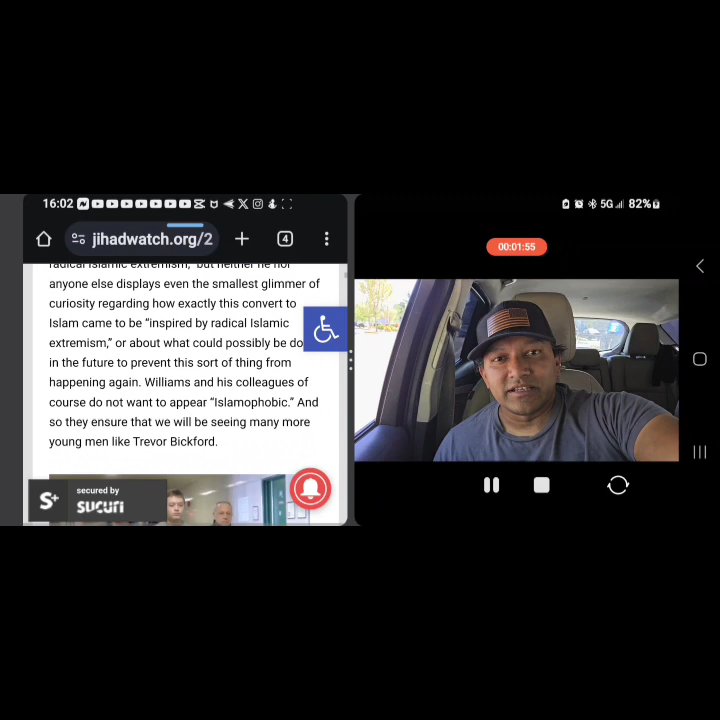 16:02
5G 82%
jihadwatch.org/2
4
00:01:55
radical Islamic extremism," but neither he nor
anyone else displays even the smallest glimmer of
curiosity regarding how exactly this convert to
Islam came to be “inspired by radical Islamic
extremism,” or about what could possibly be do
in the future to prevent this sort of thing from
happening again. Williams and his colleagues of
course do not want to appear “Islamophobic.” And
so they ensure that we will be seeing many more
young men like Trevor Bickford.
S+
secured by
sucuri